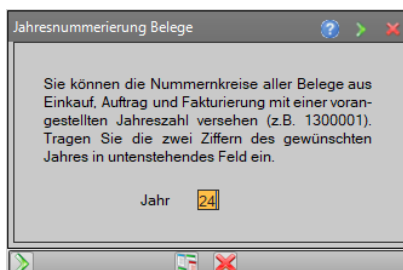 Jahresnummerierung Belege
Sie können die Nummernkreise aller Belege aus
Einkauf, Auftrag und Fakturierung mit einer voran-
gestellten Jahreszahl versehen (z.B. 1300001).
Tragen Sie die zwei Ziffern des gewünschten
Jahres in untenstehendes Feld ein.
Jahr 24